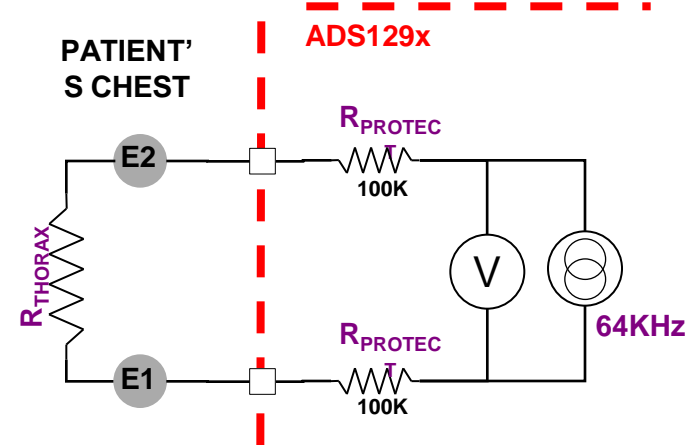 ADS129x
PATIENT’
S CHEST
RPROTEC
T
100K
E2
RTHORAX
V
64KHz
RPROTEC
T
E1
100K